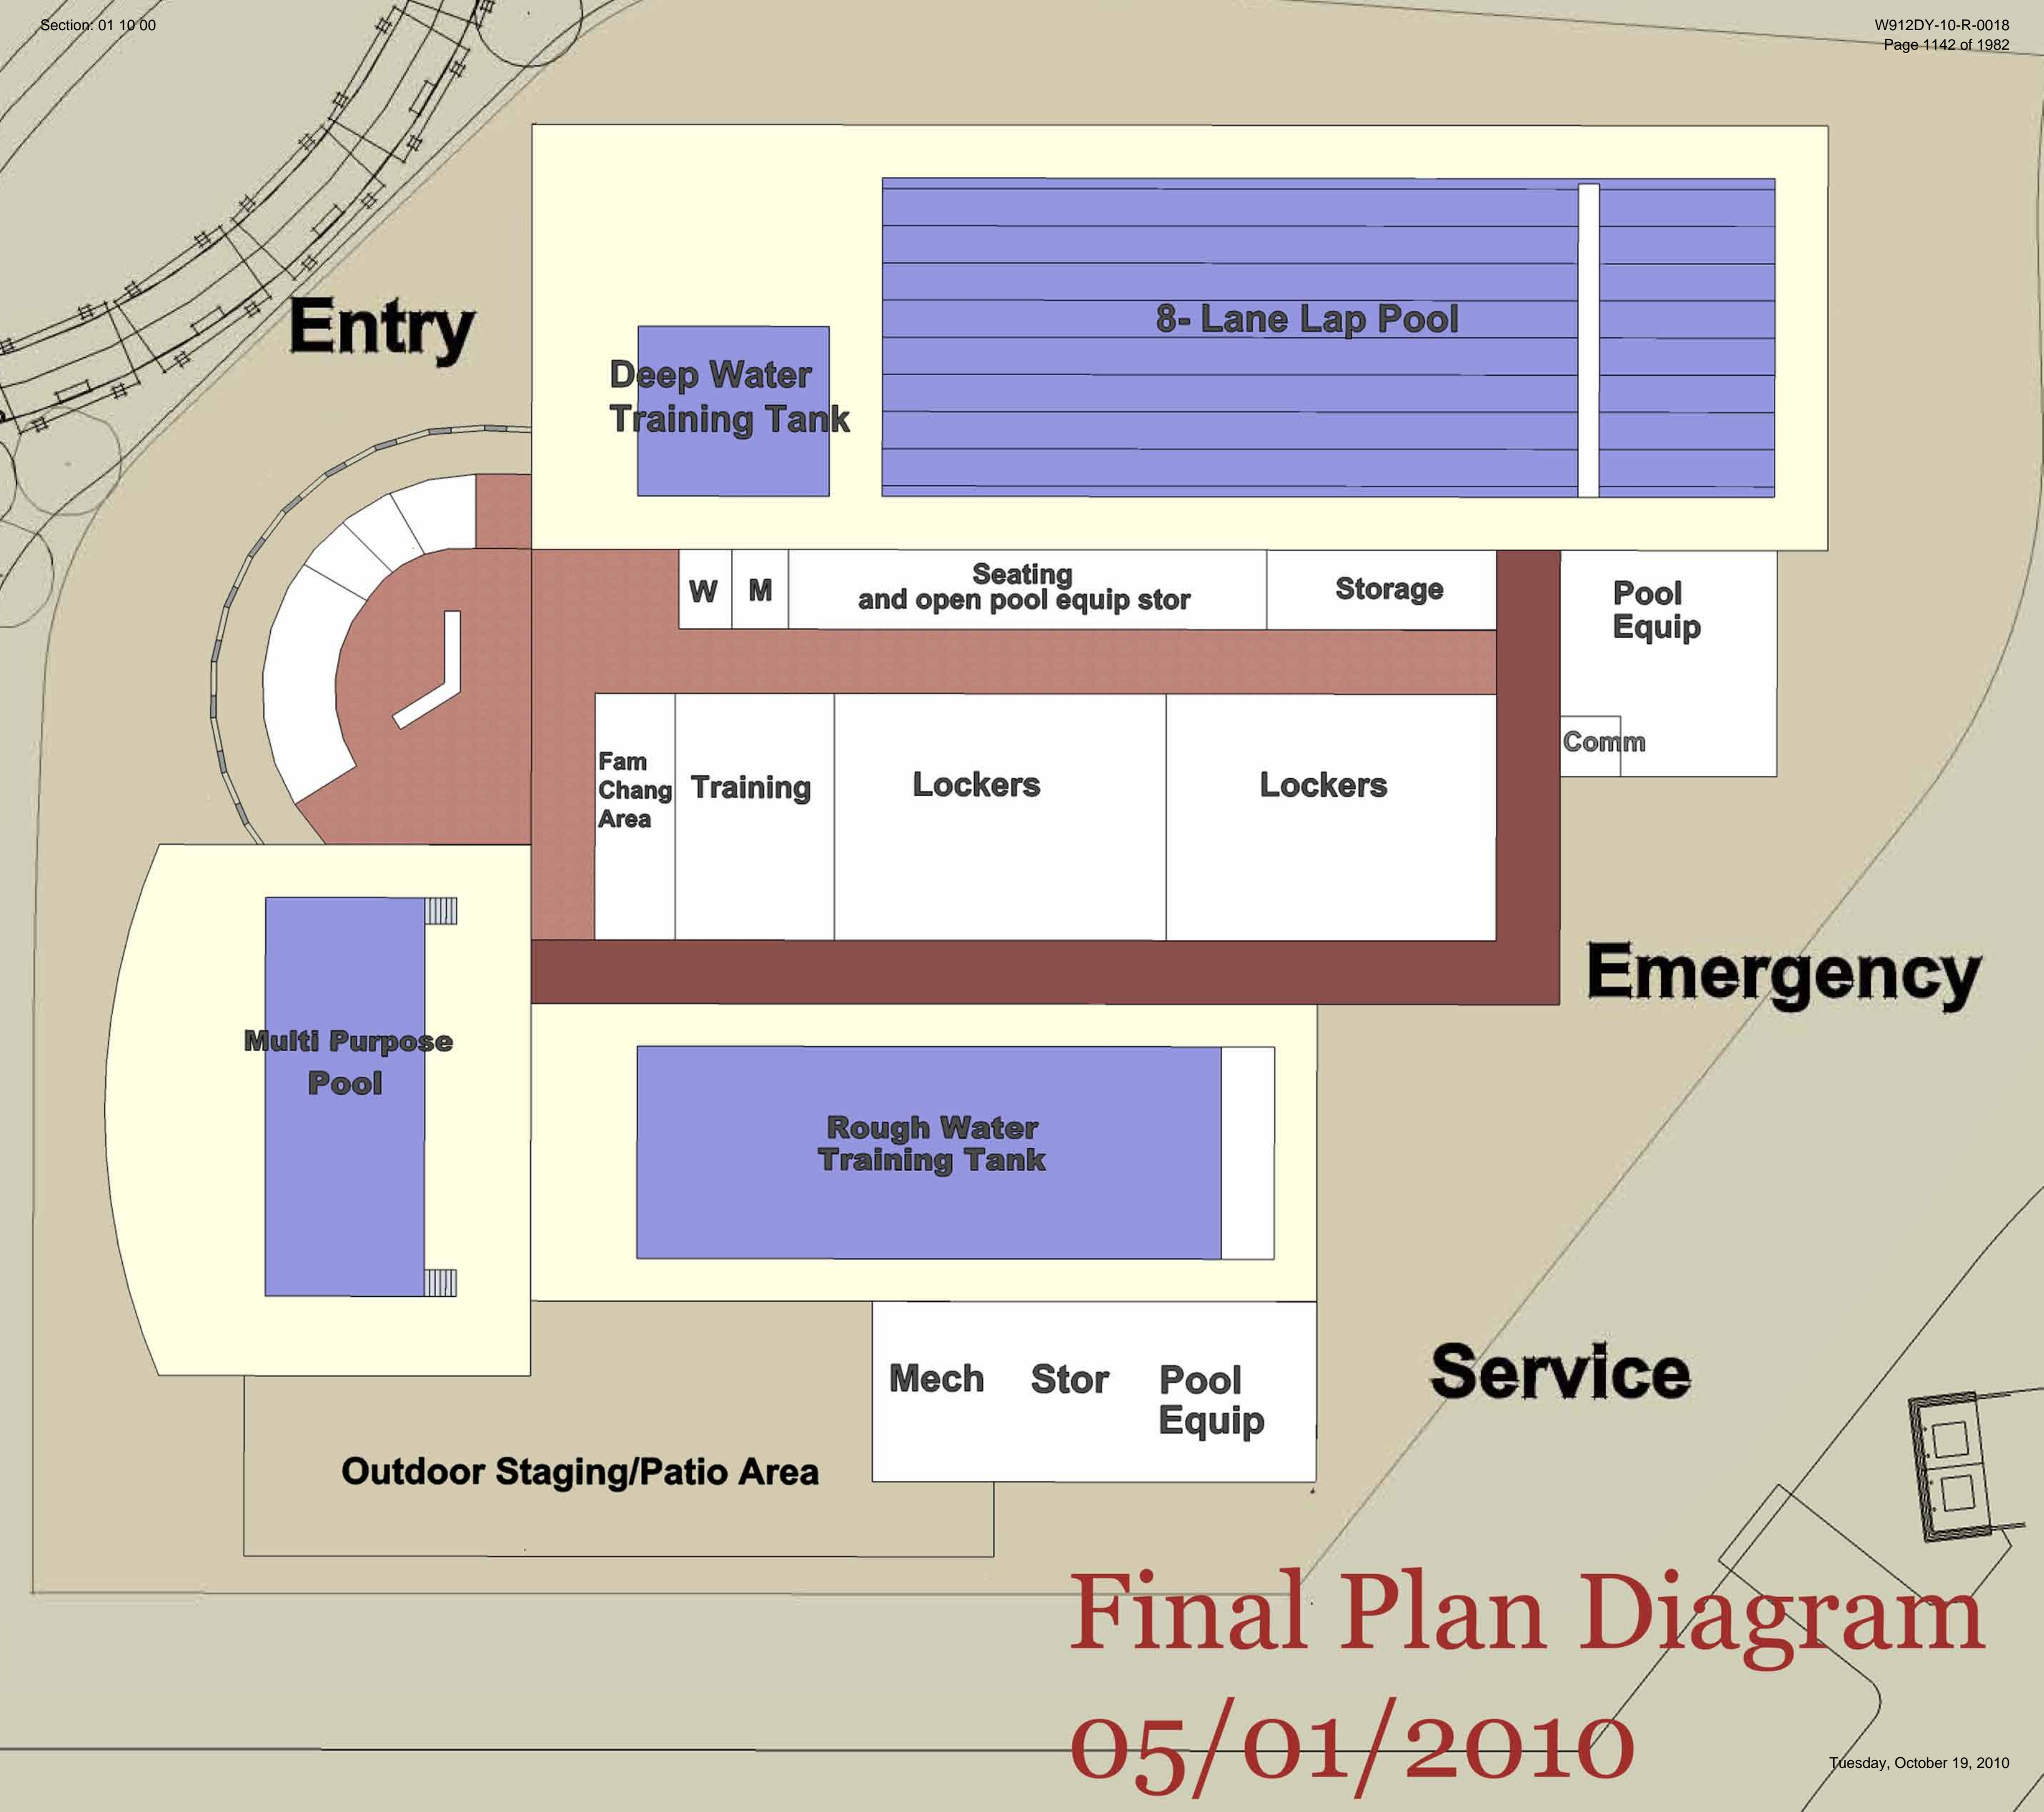 Section: 01 10 00
W912DY-10-R-0018
Page 1142 of 1982
Entry
8- Lane Lap Pool
Deep Water
Training Tank
W
M
Seating
and open pool equip stor
Storage
Pool
Equip
Comm
Fam
Chang
Area
Training
Lockers
Lockers
Emergency
Multi Purpose
Pool
Rough Water
Training Tank
Mech
Stor
Pool
Equip
Service
Outdoor Staging/Patio Area
Final Plan Diagram
05/01/2010
Tuesday, October 19, 2010